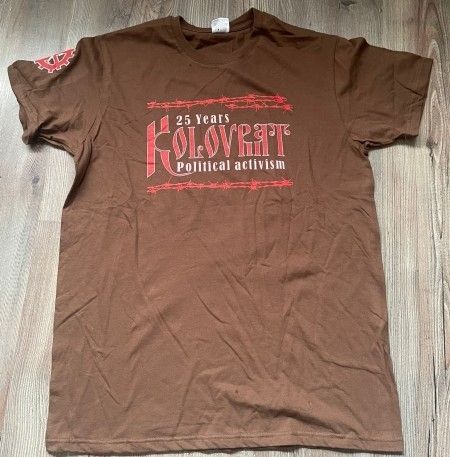 25 Years
KOLOVRAT
Political activism